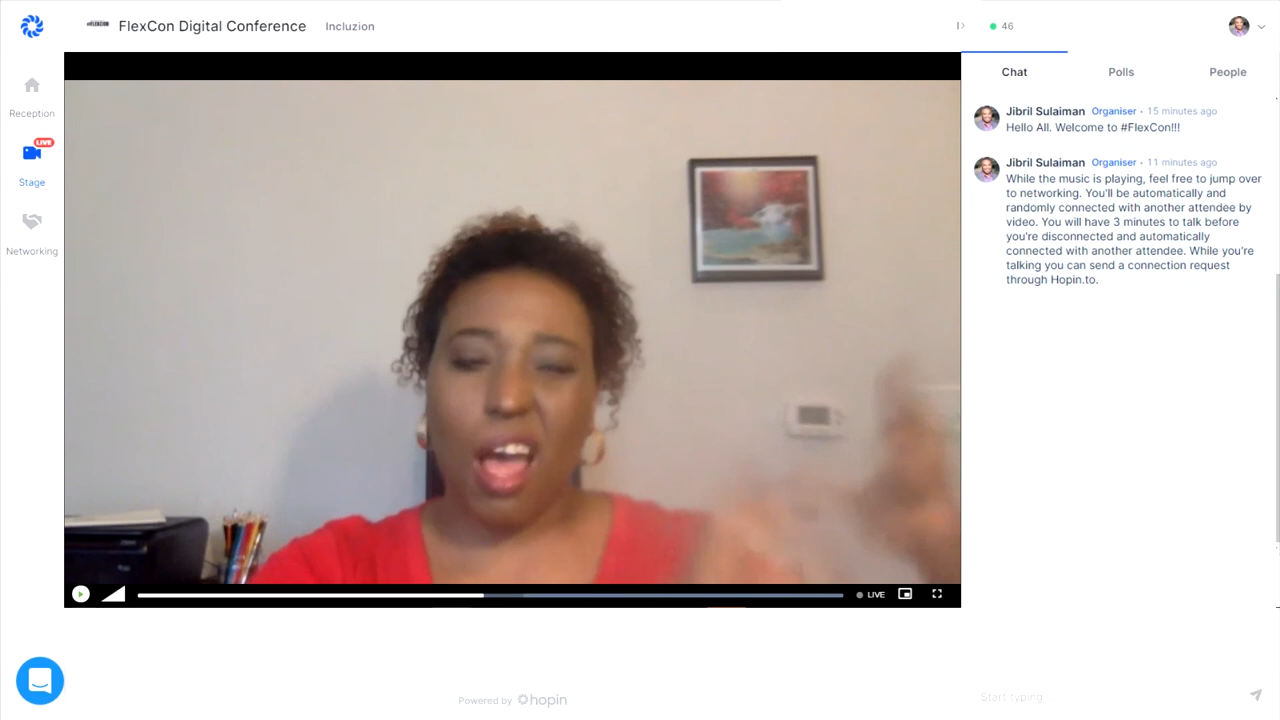 #FLEXCON
FlexCon Digital Conference
Incluzion
46
Reception
LIVE
Stage
Networking
Chat
Polls
People
Jibril Sulaiman Organiser • 15 minutes ago
Hello All. Welcome to #FlexCon!!!
Jibril Sulaiman Organiser • 11 minutes ago
While the music is playing, feel free to jump over
to networking. You'll be automatically and
randomly connected with another attendee by
video. You will have 3 minutes to talk before
you're disconnected and automatically
connected with another attendee. While you're
talking you can send a connection request
through Hopin.to.
LIVE
Powered by hopin
Start typing...